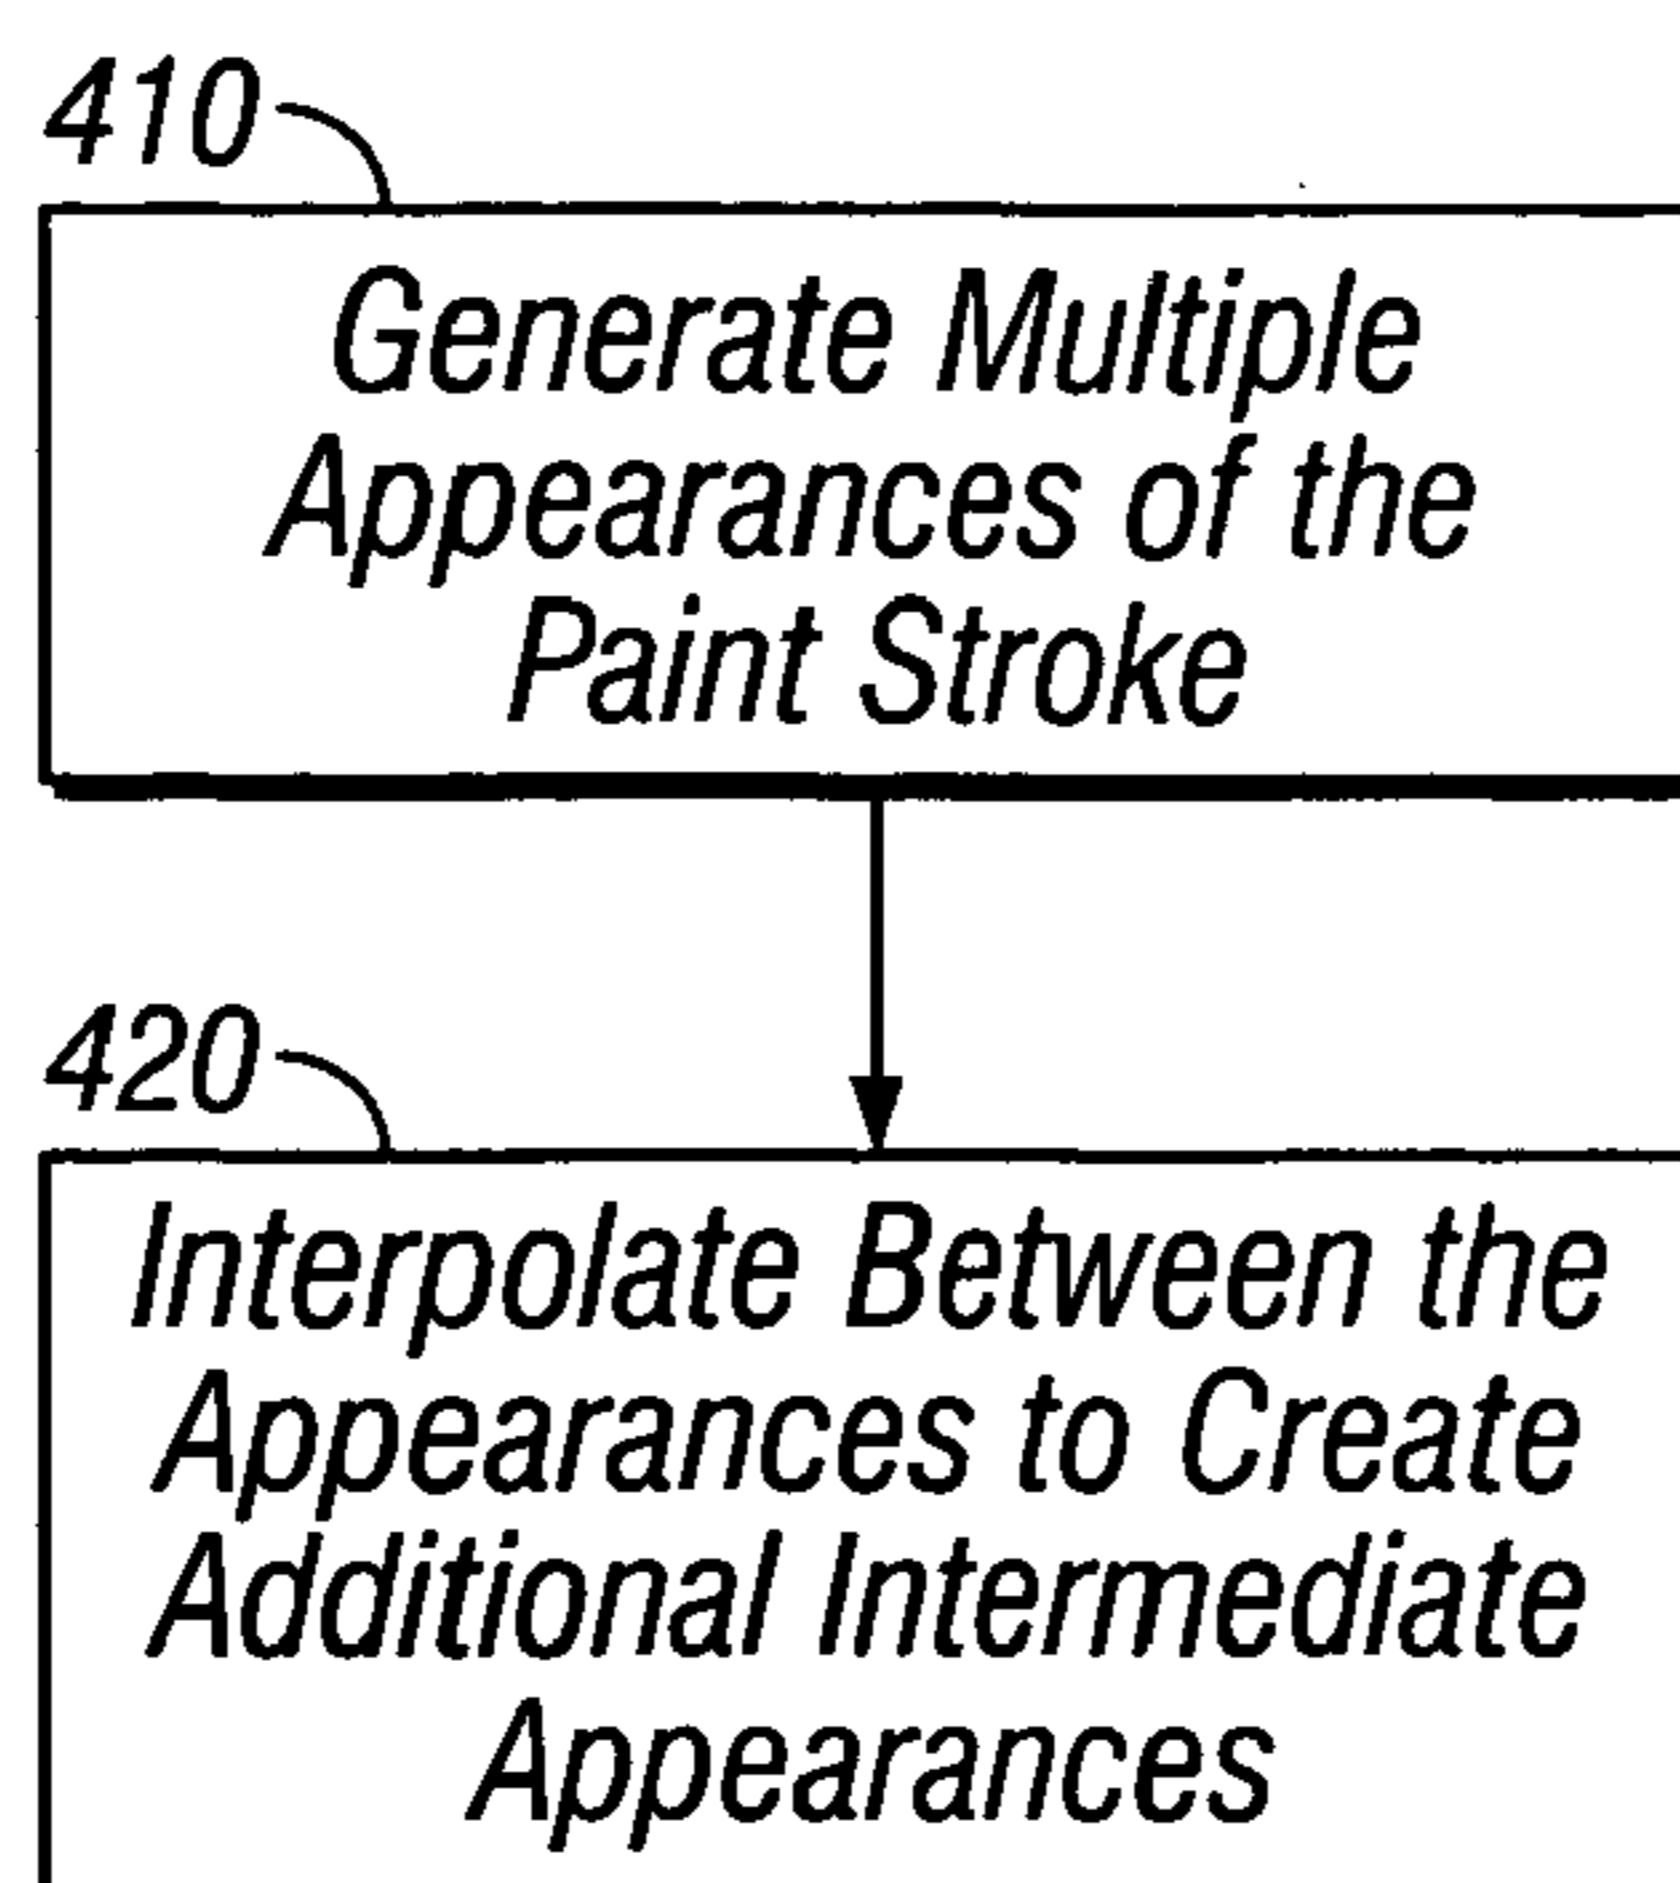 410
Generate Multiple
Appearances of the
Paint Stroke
420
Interpolate Between the
Appearances to Create
Additional Intermediate
Appearances